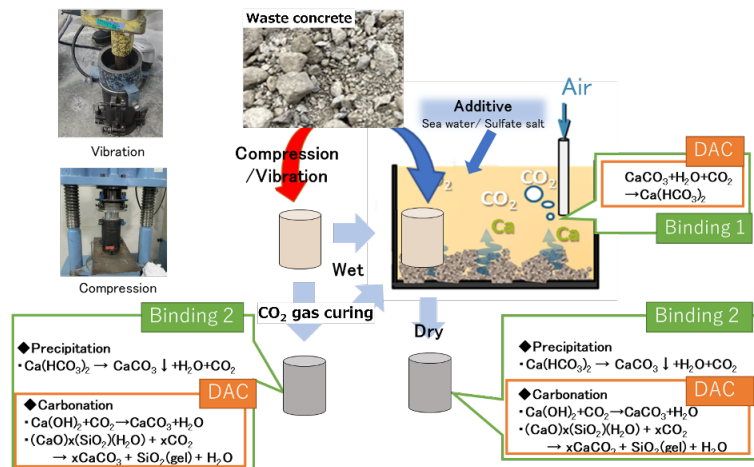 Waste concrete
Vibration
Compression
Compression
/Vibration
Additive
Sea water/ Sulfate salt
Air
CO₂
CO₂
CO₂
Ca
Ca
DAC
CaCO₃+H₂O+CO₂
→Ca(HCO₃)₂
Binding 1
Wet
CO₂ gas curing
Dry
Binding 2
◆Precipitation
・Ca(HCO₃)₂ → CaCO₃ ↓ +H₂O+CO₂
DAC
◆Carbonation
・Ca(OH)₂+CO₂→CaCO₃+H₂O
・(CaO)x(SiO₂)(H₂O) + xCO₂
→ xCaCO₃ + SiO₂(gel) + H₂O
Binding 2
◆Precipitation
・Ca(HCO₃)₂ → CaCO₃ ↓ +H₂O+CO₂
DAC
◆Carbonation
・Ca(OH)₂+CO₂→CaCO₃+H₂O
・(CaO)x(SiO₂)(H₂O) + xCO₂
→ xCaCO₃ + SiO₂(gel) + H₂O